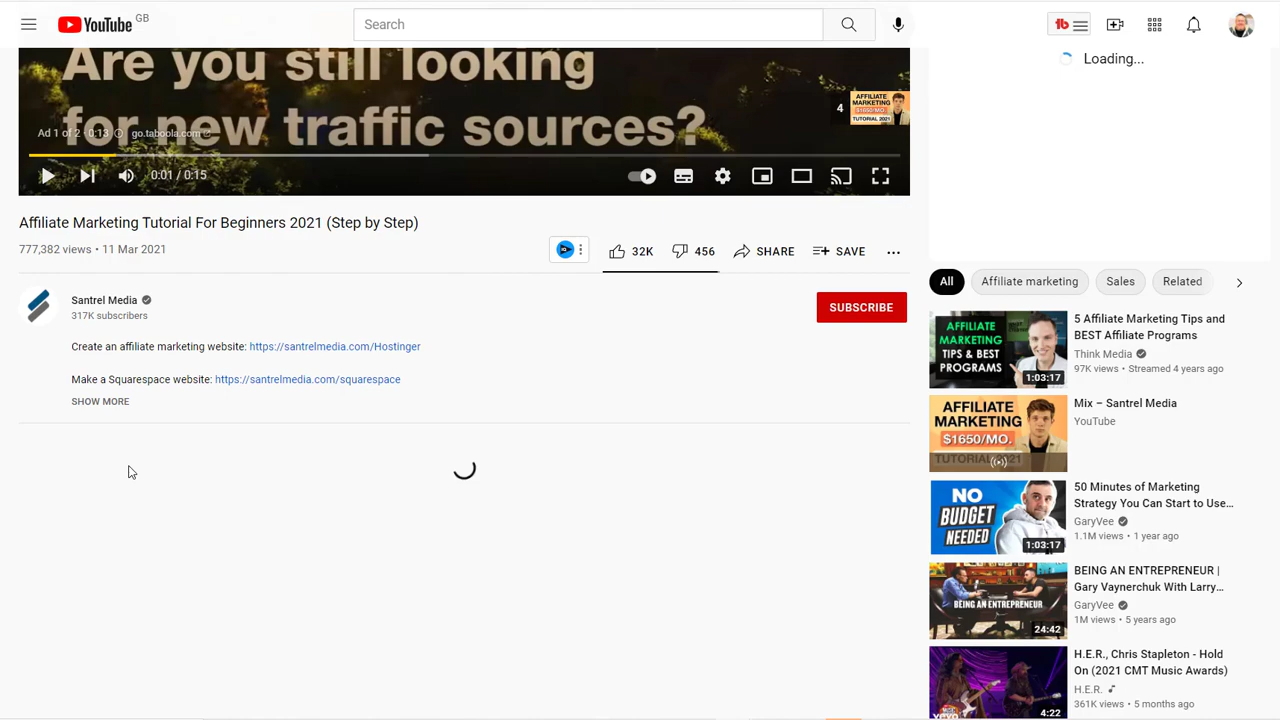 YouTube GB
Search
Loading...
Are you still looking
for new traffic sources?
4
AFFILIATE
MARKETING
$1650/MO.
TUTORIAL 2021
Ad 1 of 2 · 0:13
go.taboola.com
0:01 / 0:15
Affiliate Marketing Tutorial For Beginners 2021 (Step by Step)
777,382 views • 11 Mar 2021
32K
456
SHARE
SAVE
Santrel Media
317K subscribers
SUBSCRIBE
Create an affiliate marketing website: https://santrelmedia.com/Hostinger
Make a Squarespace website: https://santrelmedia.com/squarespace
SHOW MORE
All
Affiliate marketing
Sales
Related
AFFILIATE
MARKETING
TIPS & BEST
PROGRAMS
1:03:17
5 Affiliate Marketing Tips and
BEST Affiliate Programs
Think Media
97K views • Streamed 4 years ago
AFFILIATE
MARKETING
$1650/MO.
TUTORIAL 2021
Mix – Santrel Media
YouTube
NO
BUDGET
NEEDED
1:03:17
50 Minutes of Marketing
Strategy You Can Start to Use...
GaryVee
1.1M views • 1 year ago
BEING AN ENTREPRENEUR
24:42
BEING AN ENTREPRENEUR |
Gary Vaynerchuk With Larry...
GaryVee
1M views • 5 years ago
vevo
4:22
H.E.R., Chris Stapleton - Hold
On (2021 CMT Music Awards)
H.E.R.
361K views • 5 months ago